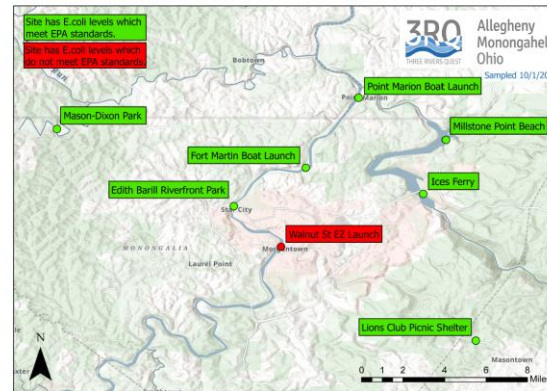 Site has E.coli levels which
meet EPA standards.
Site has E.coli levels which
do not meet EPA standards.
3RQ
THREE RIVERS QUEST
Allegheny
Monongahel
Ohio
Sampled 10/1/20
RUN
Bobtown
Point Marion Boat Launch
Point Marion
Mason-Dixon Park
Millstone Point Beach
Fort Martin Boat Launch
Edith Barill Riverfront Park
Ices Ferry
Star City
Walnut St EZ Launch
Morgantown
MONONGALIA
Laurel Point
Lions Club Picnic Shelter
Masontown
N
0 1 2 4 6 8
Mile